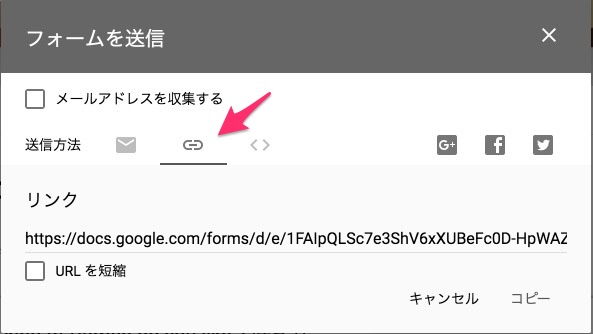 フォームを送信
メールアドレスを収集する
送信方法
G+
リンク
https://docs.google.com/forms/d/e/1FAIpQLSc7e3ShV6xXUBeFc0D-HpWAZ
URL を短縮
キャンセル コピー